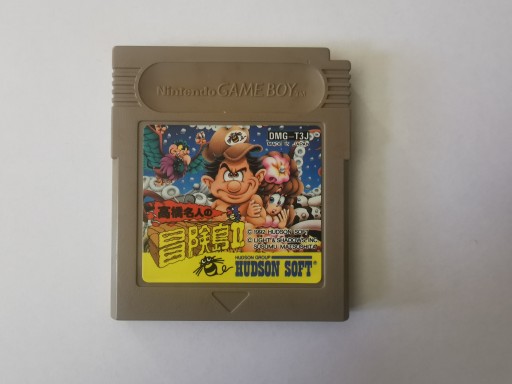 Nintendo GAME BOY TM
DMG-T3J
MADE IN JAPAN
高橋名人の
冒険島II
© 1992 HUDSON SOFT
HUDSON GROUP
HUDSON SOFT